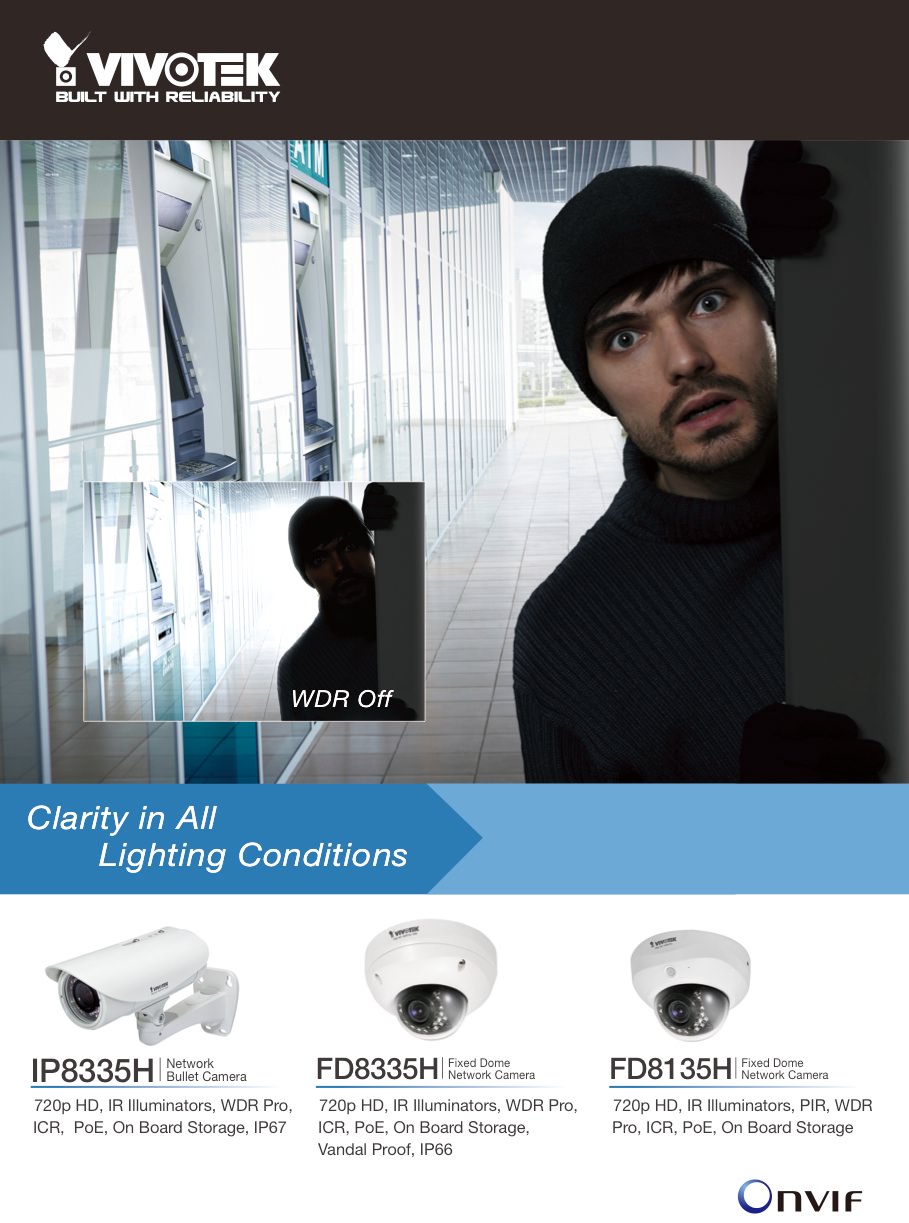 VIVOTEK
BUILT WITH RELIABILITY
ATM
WDR Off
Clarity in All
Lighting Conditions
VIVOTEK
VIVOTEK
VIVOTEK
IP8335H | Network
Bullet Camera
720p HD, IR Illuminators, WDR Pro,
ICR,  PoE, On Board Storage, IP67
FD8335H | Fixed Dome
Network Camera
720p HD, IR Illuminators, WDR Pro,
ICR, PoE, On Board Storage,
Vandal Proof, IP66
FD8135H | Fixed Dome
Network Camera
720p HD, IR Illuminators, PIR, WDR
Pro, ICR, PoE, On Board Storage
ONVIF